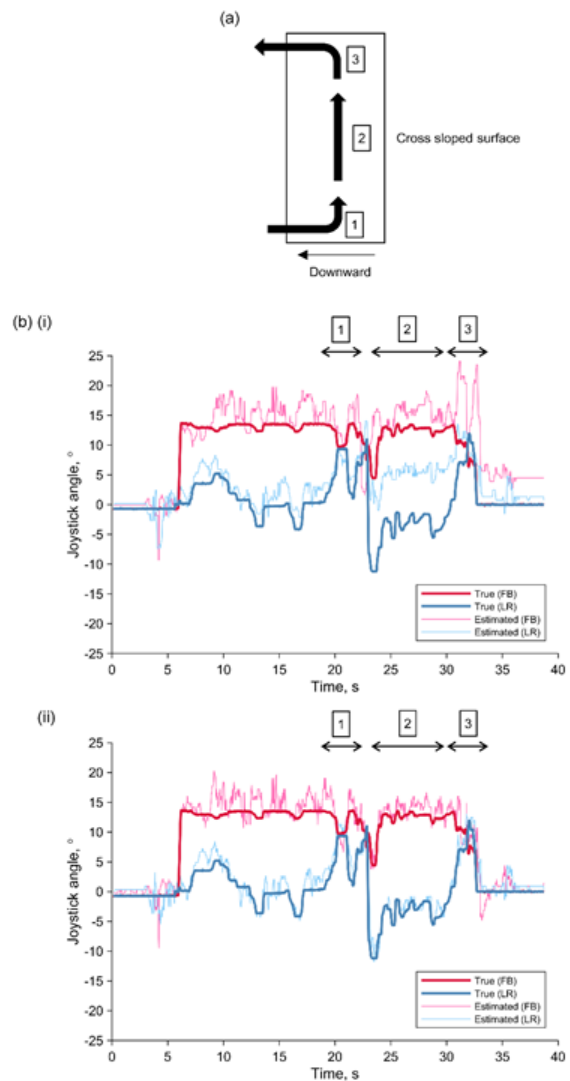 (a)
3
2
Cross sloped surface
1
Downward
(b) (i)
1 2 3
25
20
15
10
5
0
-5
-10
-15
-20
-25
Joystick angle, °
True (FB)
True (LR)
Estimated (FB)
Estimated (LR)
0 5 10 15 20 25 30 35 40
Time, s
(ii)
1 2 3
25
20
15
10
5
0
-5
-10
-15
-20
-25
Joystick angle, °
True (FB)
True (LR)
Estimated (FB)
Estimated (LR)
0 5 10 15 20 25 30 35 40
Time, s